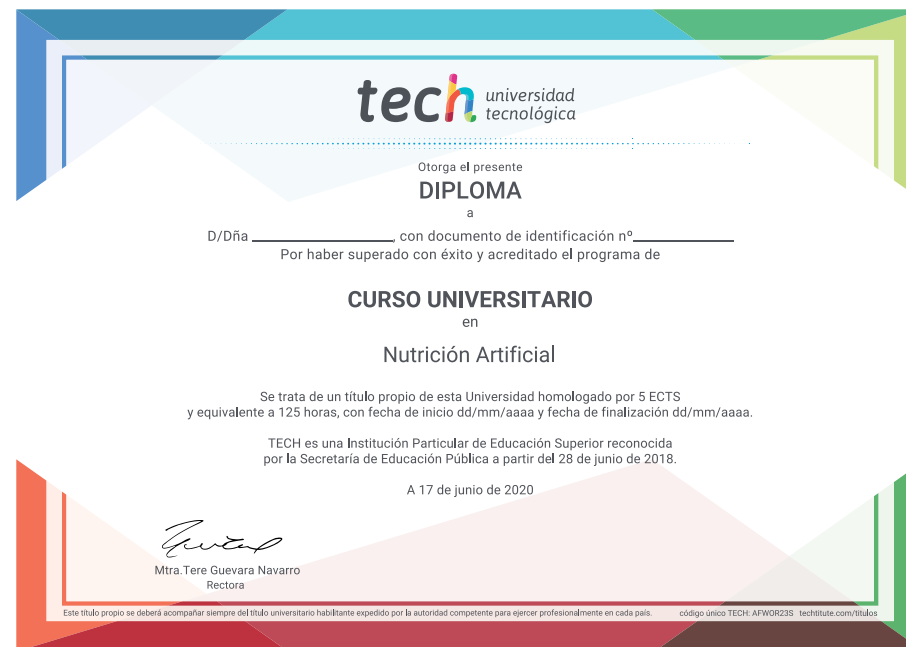 tech universidad
tecnológica
Otorga el presente
DIPLOMA
a
D/Dña ________________, con documento de identificación nº____________
Por haber superado con éxito y acreditado el programa de
CURSO UNIVERSITARIO
en
Nutrición Artificial
Se trata de un título propio de esta Universidad homologado por 5 ECTS
y equivalente a 125 horas, con fecha de inicio dd/mm/aaaa y fecha de finalización dd/mm/aaaa.
TECH es una Institución Particular de Educación Superior reconocida
por la Secretaría de Educación Pública a partir del 28 de junio de 2018.
A 17 de junio de 2020
Mtra.Tere Guevara Navarro
Rectora
Este título propio se deberá acompañar siempre del título universitario habilitante expedido por la autoridad competente para ejercer profesionalmente en cada país. código único TECH: AFWOR23S techtitute.com/titulos